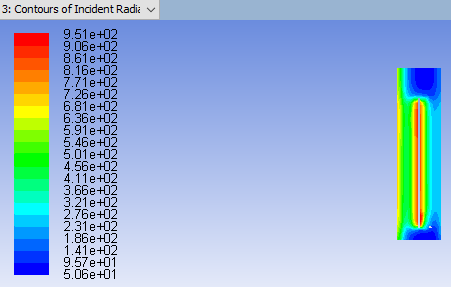 3: Contours of Incident Radia
9.51e+02
9.06e+02
8.61e+02
8.16e+02
7.71e+02
7.26e+02
6.81e+02
6.36e+02
5.91e+02
5.46e+02
5.01e+02
4.56e+02
4.11e+02
3.66e+02
3.21e+02
2.76e+02
2.31e+02
1.86e+02
1.41e+02
9.57e+01
5.06e+01